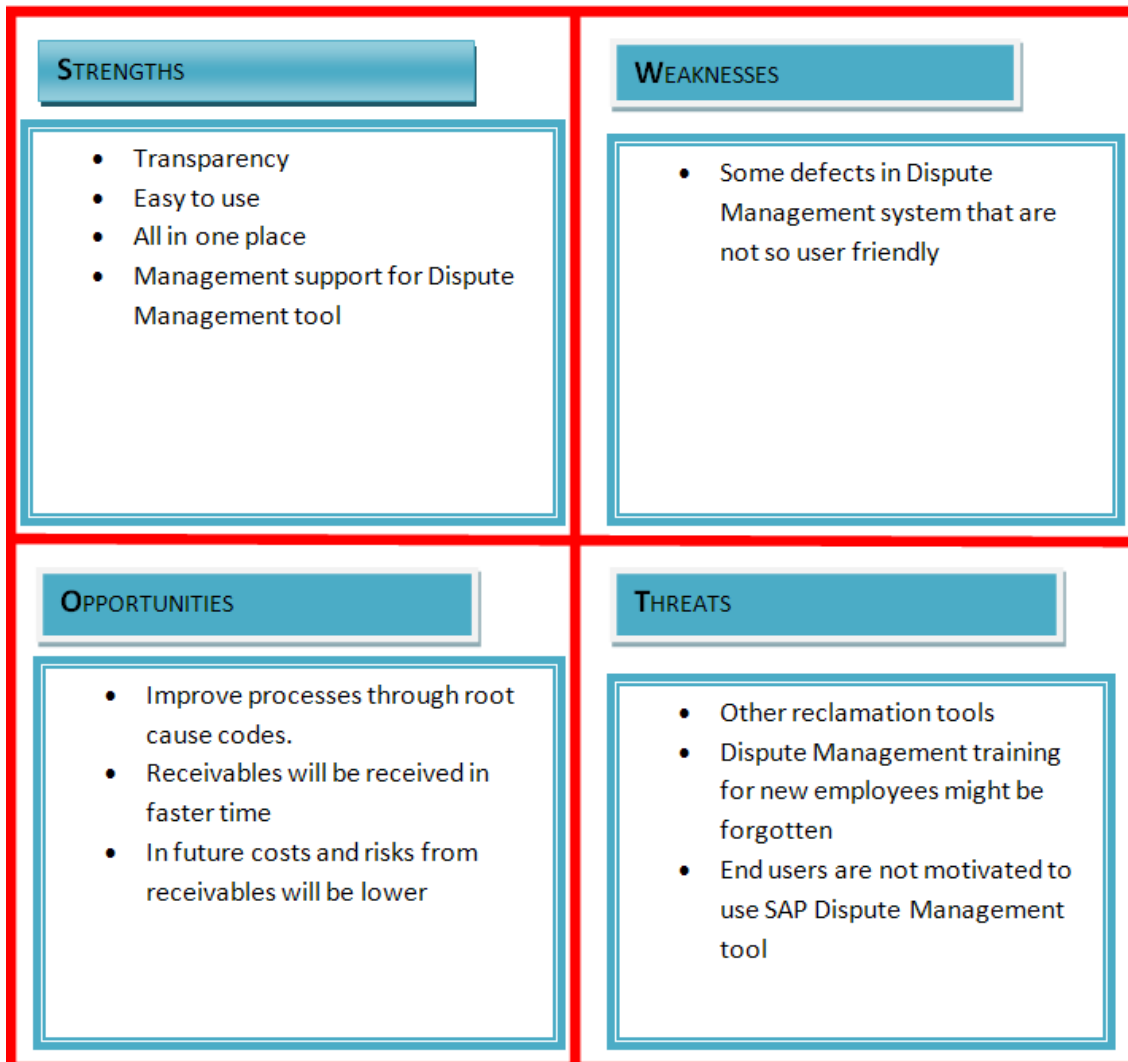 STRENGTHS
• Transparency
• Easy to use
• All in one place
• Management support for Dispute
Management tool
WEAKNESSES
• Some defects in Dispute
Management system that are
not so user friendly
OPPORTUNITIES
• Improve processes through root
cause codes.
• Receivables will be received in
faster time
• In future costs and risks from
receivables will be lower
THREATS
• Other reclamation tools
• Dispute Management training
for new employees might be
forgotten
• End users are not motivated to
use SAP Dispute Management
tool